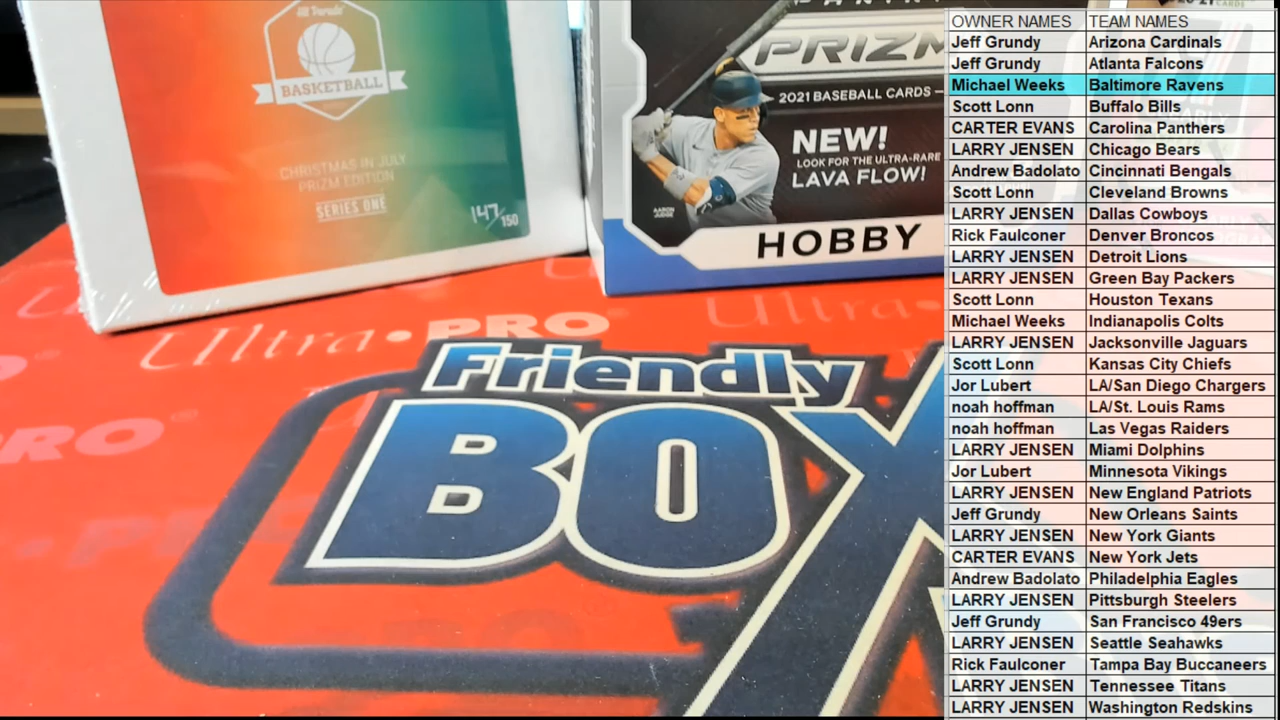 Hit Parade
BASKETBALL
CHRISTMAS IN JULY
PRIZM EDITION
SERIES ONE
147/150
PRIZM
2021 BASEBALL CARDS
NEW!
LOOK FOR THE ULTRA-RARE
LAVA FLOW!
AARON
JUDGE
HOBBY
Ultra•PRO
Ultra
PRO
Friendly
BOX
OWNER NAMES TEAM NAMES
Jeff Grundy Arizona Cardinals
Jeff Grundy Atlanta Falcons
Michael Weeks Baltimore Ravens
Scott Lonn Buffalo Bills
CARTER EVANS Carolina Panthers
LARRY JENSEN Chicago Bears
Andrew Badolato Cincinnati Bengals
Scott Lonn Cleveland Browns
LARRY JENSEN Dallas Cowboys
Rick Faulconer Denver Broncos
LARRY JENSEN Detroit Lions
LARRY JENSEN Green Bay Packers
Scott Lonn Houston Texans
Michael Weeks Indianapolis Colts
LARRY JENSEN Jacksonville Jaguars
Scott Lonn Kansas City Chiefs
Jor Lubert LA/San Diego Chargers
noah hoffman LA/St. Louis Rams
noah hoffman Las Vegas Raiders
LARRY JENSEN Miami Dolphins
Jor Lubert Minnesota Vikings
LARRY JENSEN New England Patriots
Jeff Grundy New Orleans Saints
LARRY JENSEN New York Giants
CARTER EVANS New York Jets
Andrew Badolato Philadelphia Eagles
LARRY JENSEN Pittsburgh Steelers
Jeff Grundy San Francisco 49ers
LARRY JENSEN Seattle Seahawks
Rick Faulconer Tampa Bay Buccaneers
LARRY JENSEN Tennessee Titans
LARRY JENSEN Washington Redskins